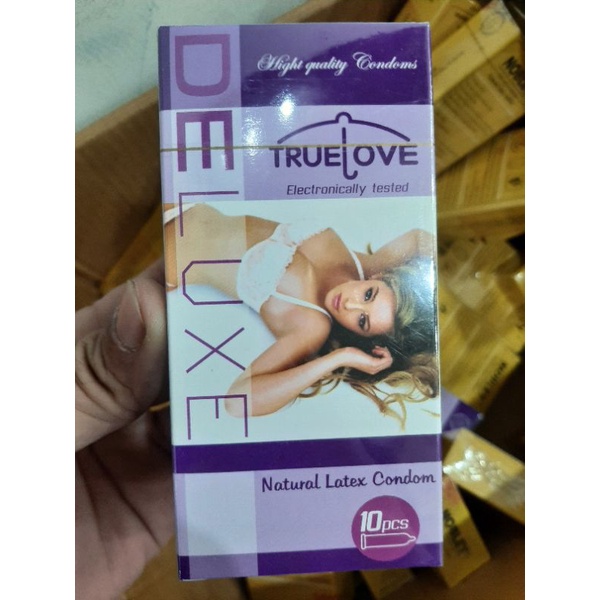 DELUXE
Hight quality Condoms
TRUELOVE
Electronically tested
Natural Latex Condom
10pcs